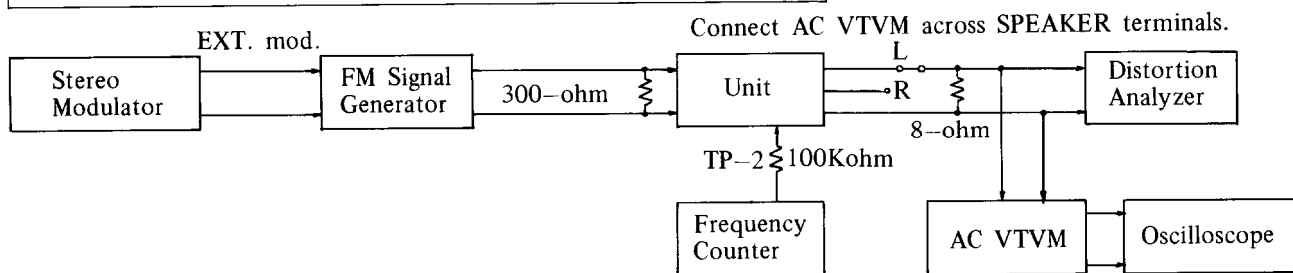 Connect AC VTVM across SPEAKER terminals.
EXT. mod.
Stereo
Modulator
FM Signal
Generator
300–ohm
Unit
L
R
8–ohm
Distortion
Analyzer
TP–2
100Kohm
Frequency
Counter
AC VTVM
Oscilloscope